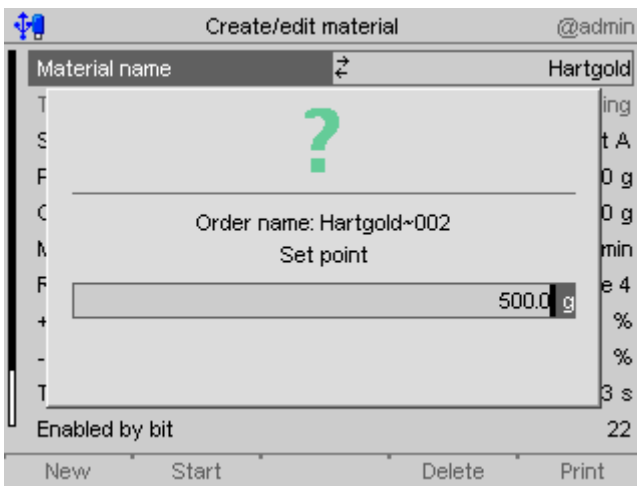 Create/edit material @admin
Material name Hartgold
?
Order name: Hartgold~002
Set point
500.0 g
Enabled by bit 22
New Start Delete Print